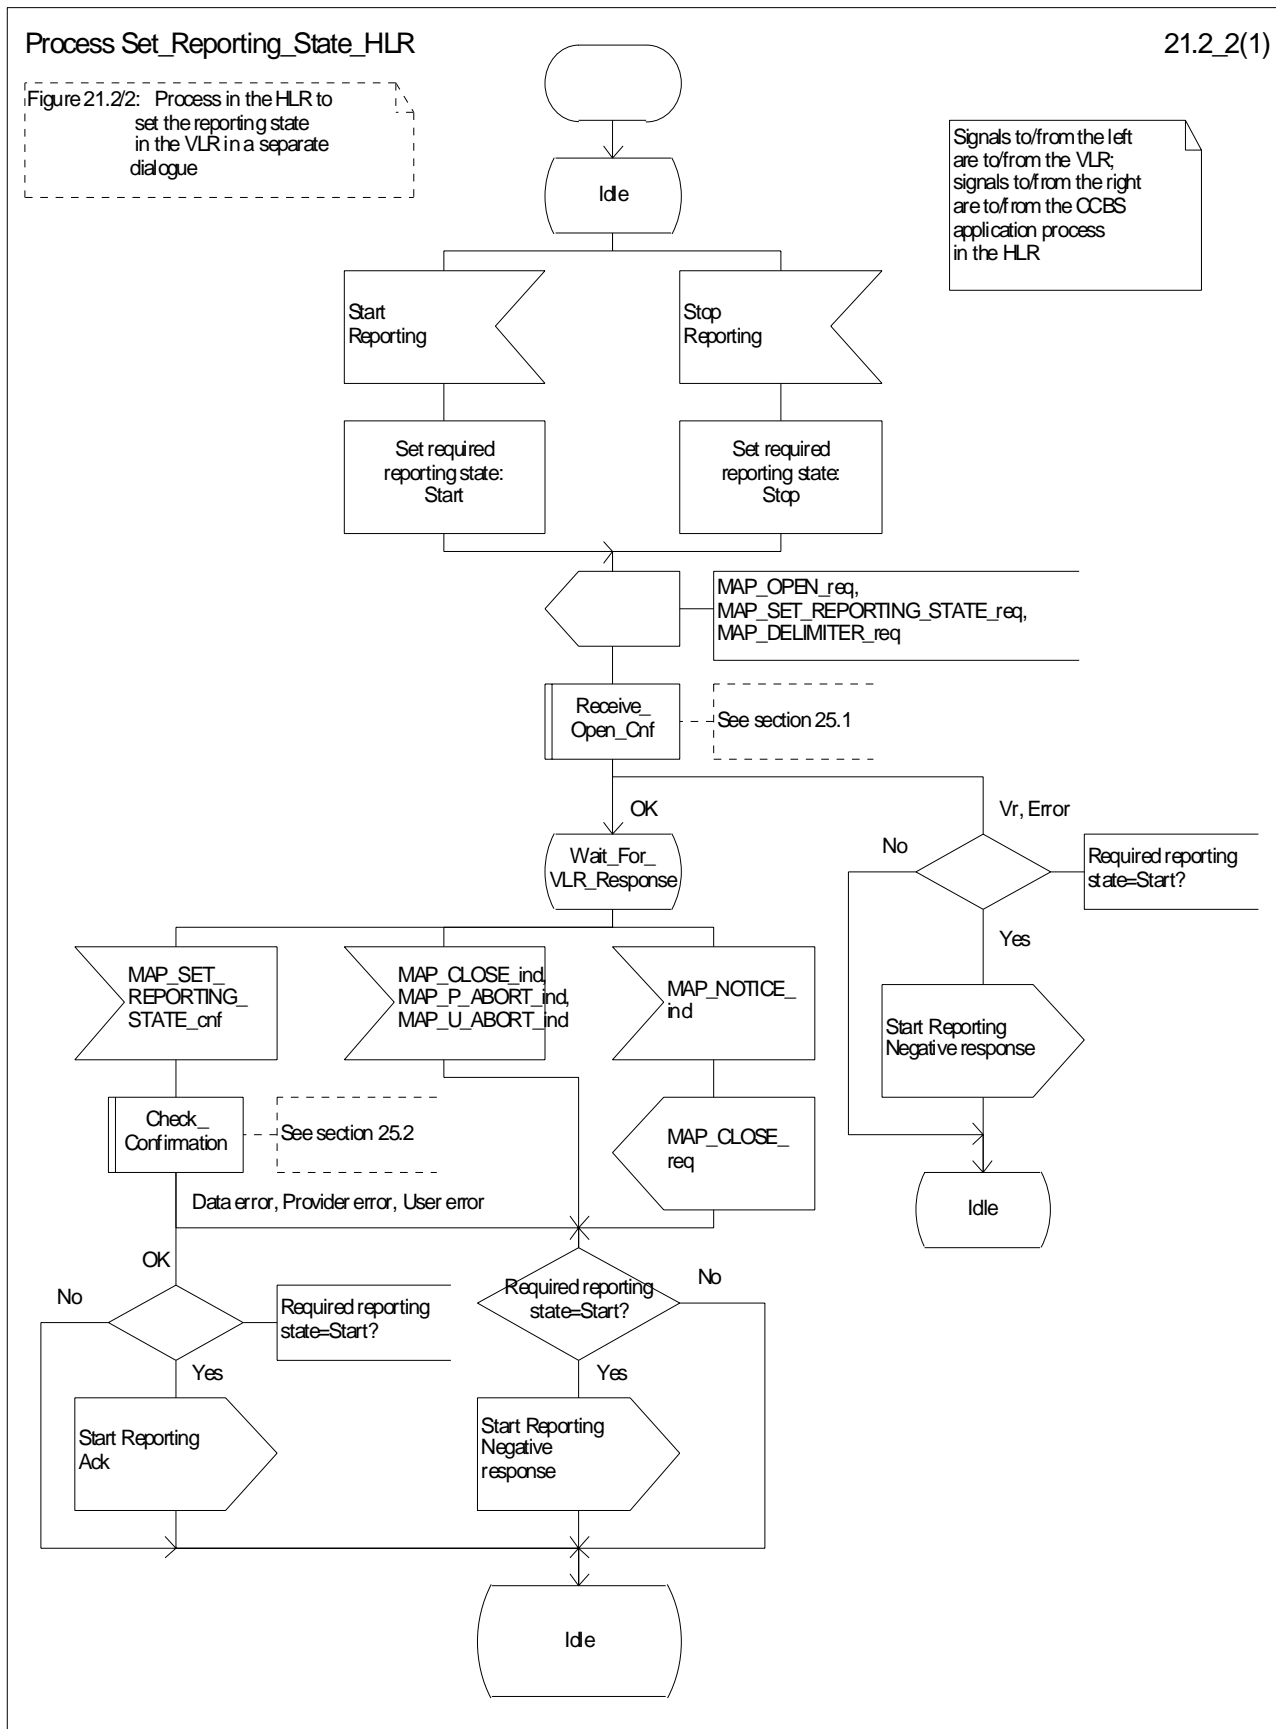 Process Set_Reporting_State_HLR
21.2_2(1)
Figure 21.2/2: Process in the HLR to
set the reporting state
in the VLR in a separate
dialogue
Signals to/from the left
are to/from the VLR;
signals to/from the right
are to/from the CCBS
application process
in the HLR
Idle
Start
Reporting
Stop
Reporting
Set required
reporting state:
Start
Set required
reporting state:
Stop
MAP_OPEN_req,
MAP_SET_REPORTING_STATE_req,
MAP_DELIMITER_req
Receive_
Open_Cnf
See section 25.1
OK
Vr, Error
Wait_For_
VLR_Response
No
Required reporting
state=Start?
Yes
MAP_SET_
REPORTING_
STATE_cnf
MAP_CLOSE_ind,
MAP_P_ABORT_ind,
MAP_U_ABORT_ind
MAP_NOTICE_
ind
Start Reporting
Negative response
Check_
Confirmation
See section 25.2
MAP_CLOSE_
req
Data error, Provider error, User error
Idle
OK
No
Required reporting
state=Start?
Required reporting
state=Start?
No
Yes
Yes
Start Reporting
Ack
Start Reporting
Negative
response
Idle